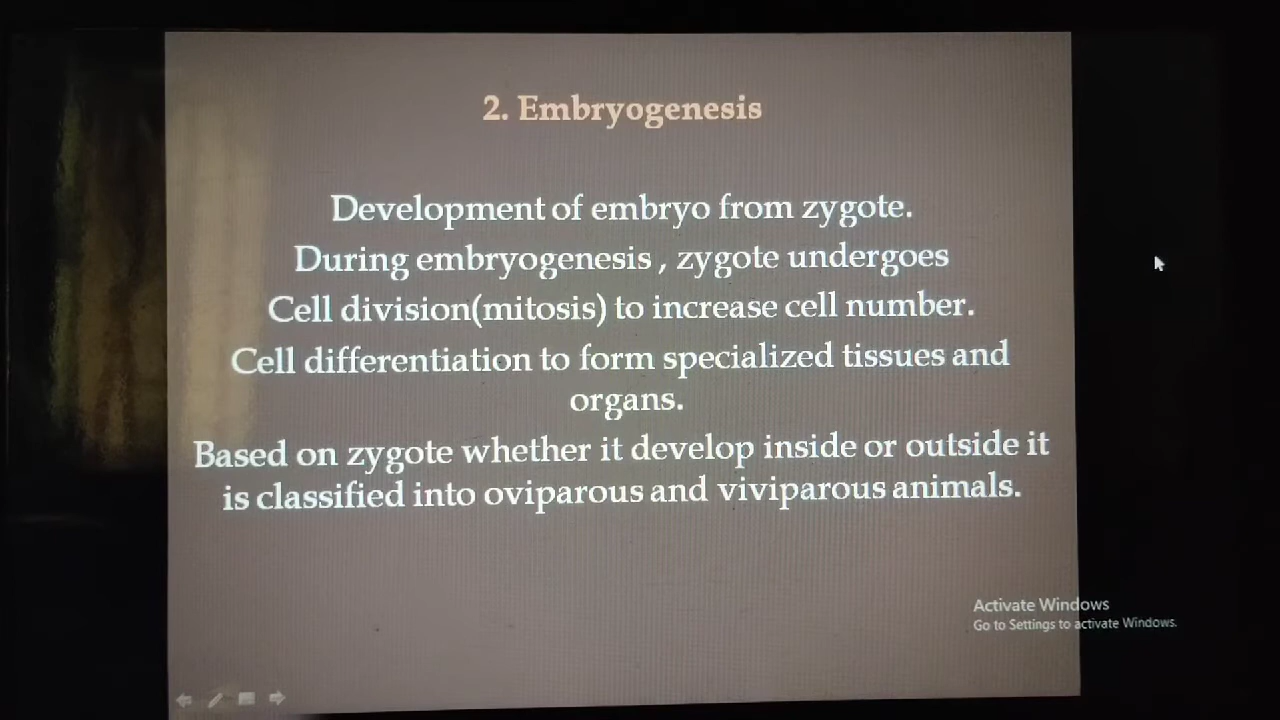 2. Embryogenesis
Development of embryo from zygote.
During embryogenesis , zygote undergoes
Cell division(mitosis) to increase cell number.
Cell differentiation to form specialized tissues and
organs.
Based on zygote whether it develop inside or outside it
is classified into oviparous and viviparous animals.
Activate Windows
Go to Settings to activate Windows.